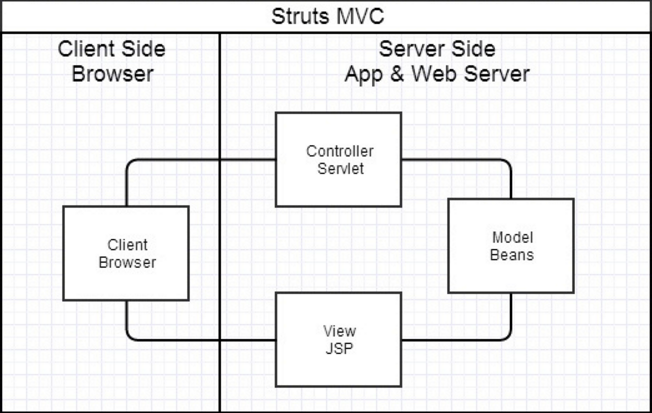 Struts MVC
Client Side
Browser
Server Side
App & Web Server
Controller
Servlet
Client
Browser
Model
Beans
View
JSP